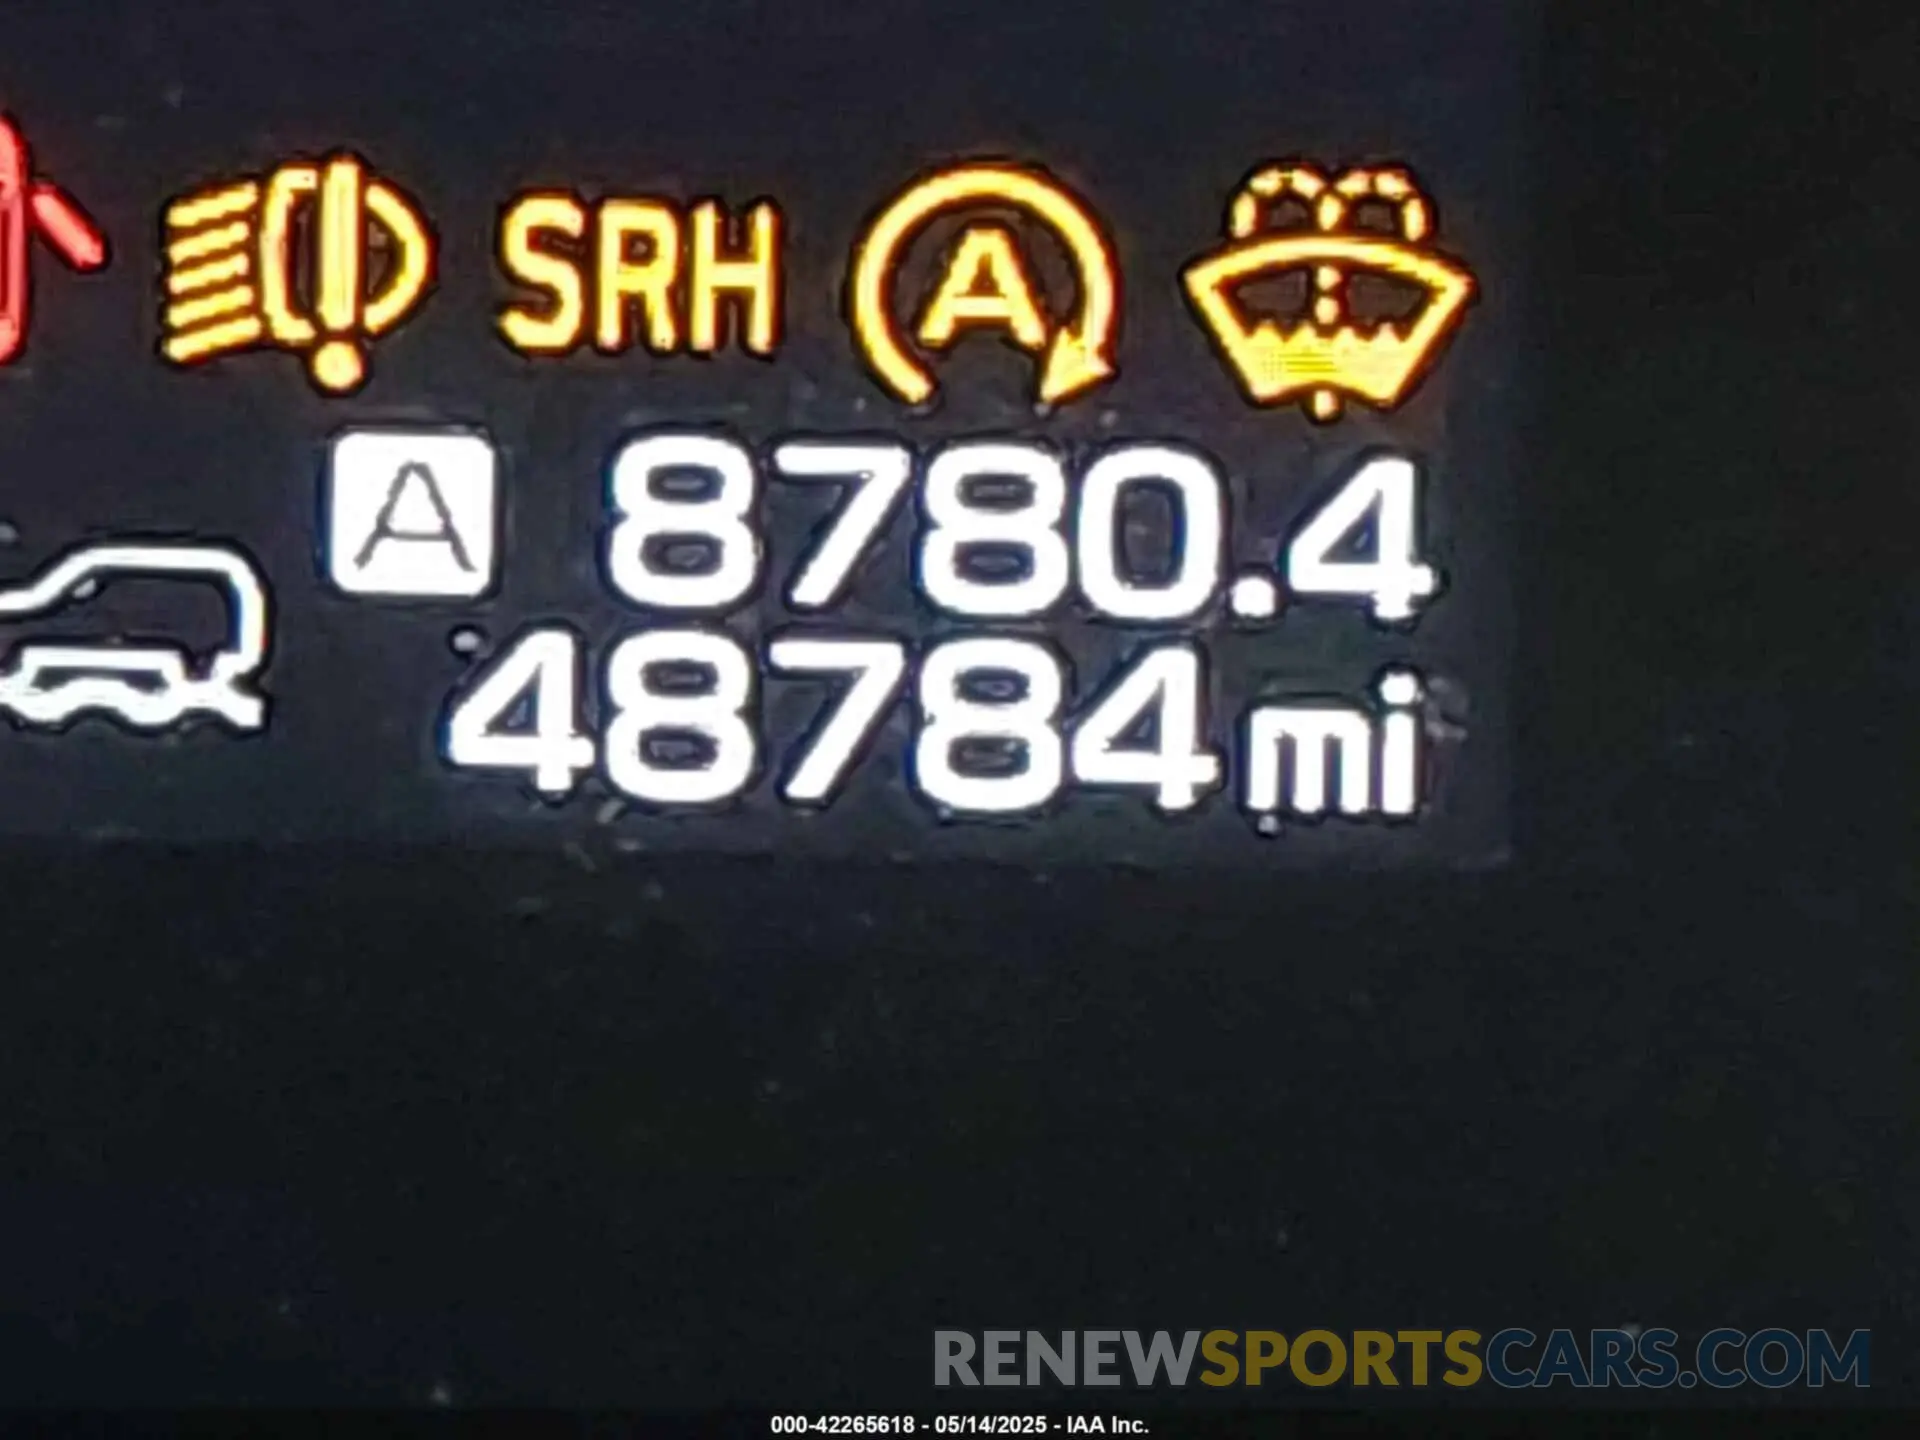 SRH A
A 8780.4
48784 mi
RENEWSPORTSCARS.COM
000-42265618 - 05/14/2025 - IAA Inc.